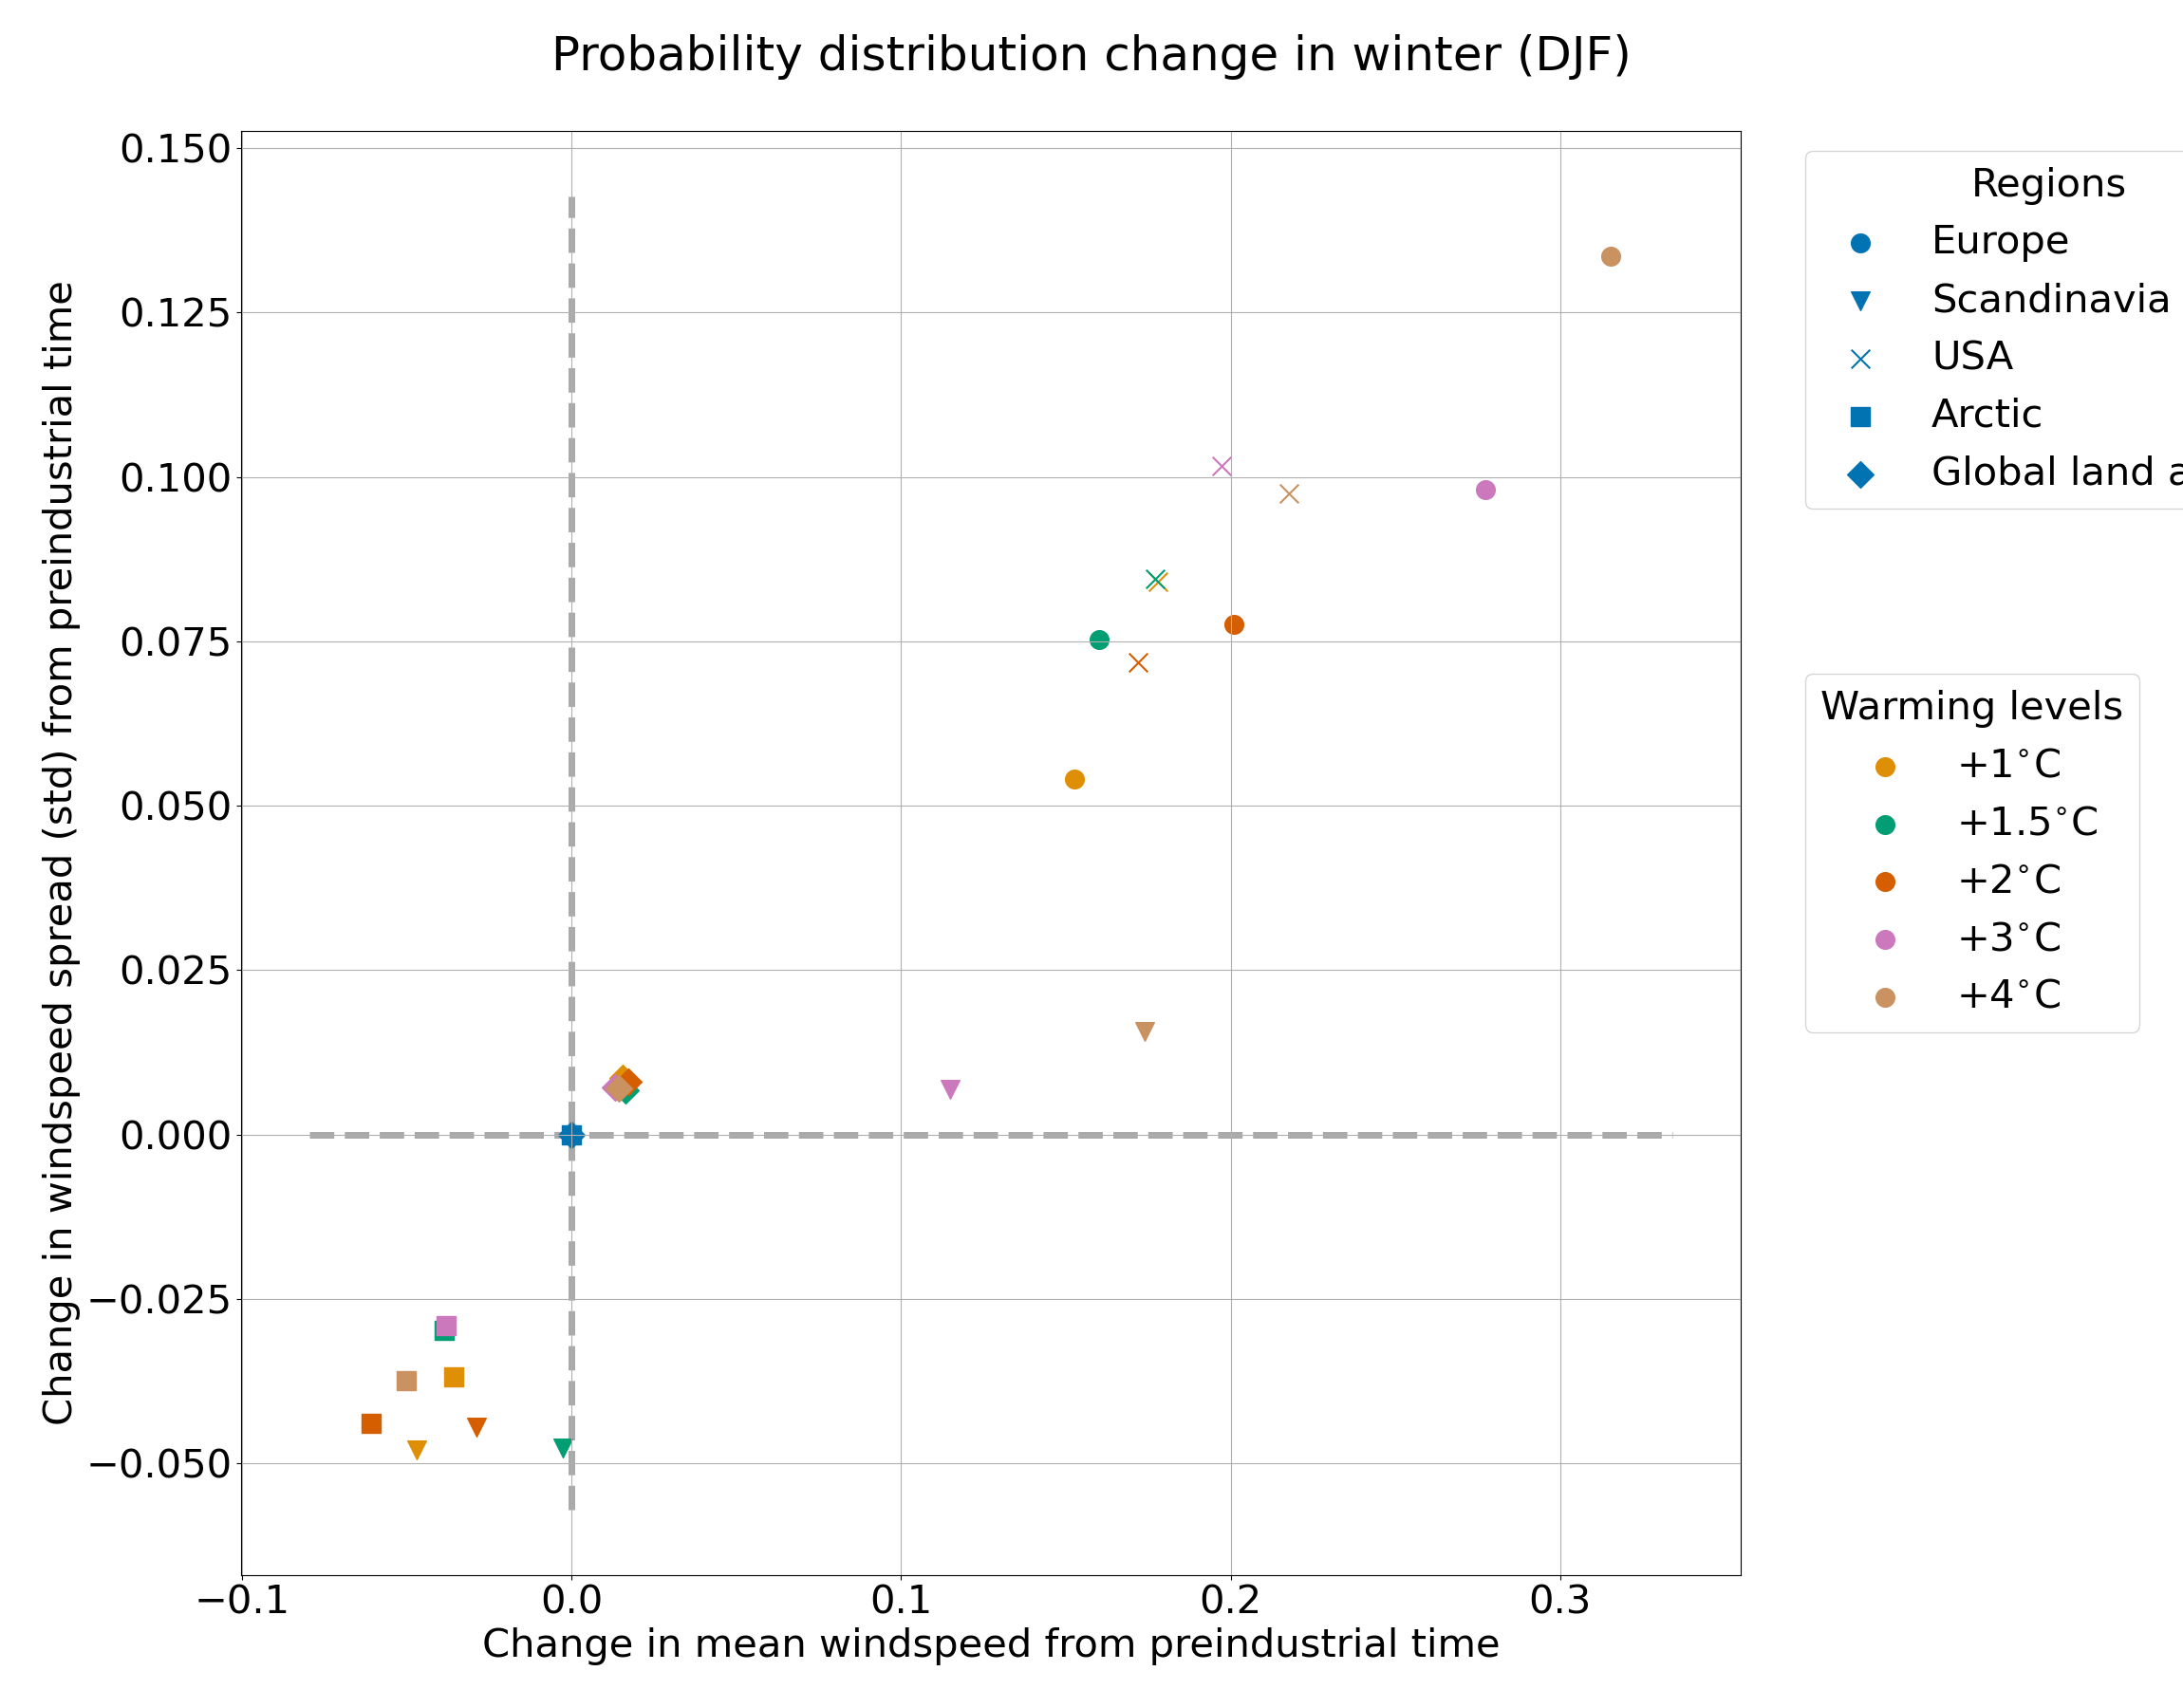 Probability distribution change in winter (DJF)
Change in windspeed spread (std) from preindustrial time
0.150
0.125
0.100
0.075
0.050
0.025
0.000
−0.025
−0.050
−0.1
0.0
0.1
0.2
0.3
Change in mean windspeed from preindustrial time
Regions
Europe
Scandinavia
USA
Arctic
Global land a
Warming levels
+1°C
+1.5°C
+2°C
+3°C
+4°C